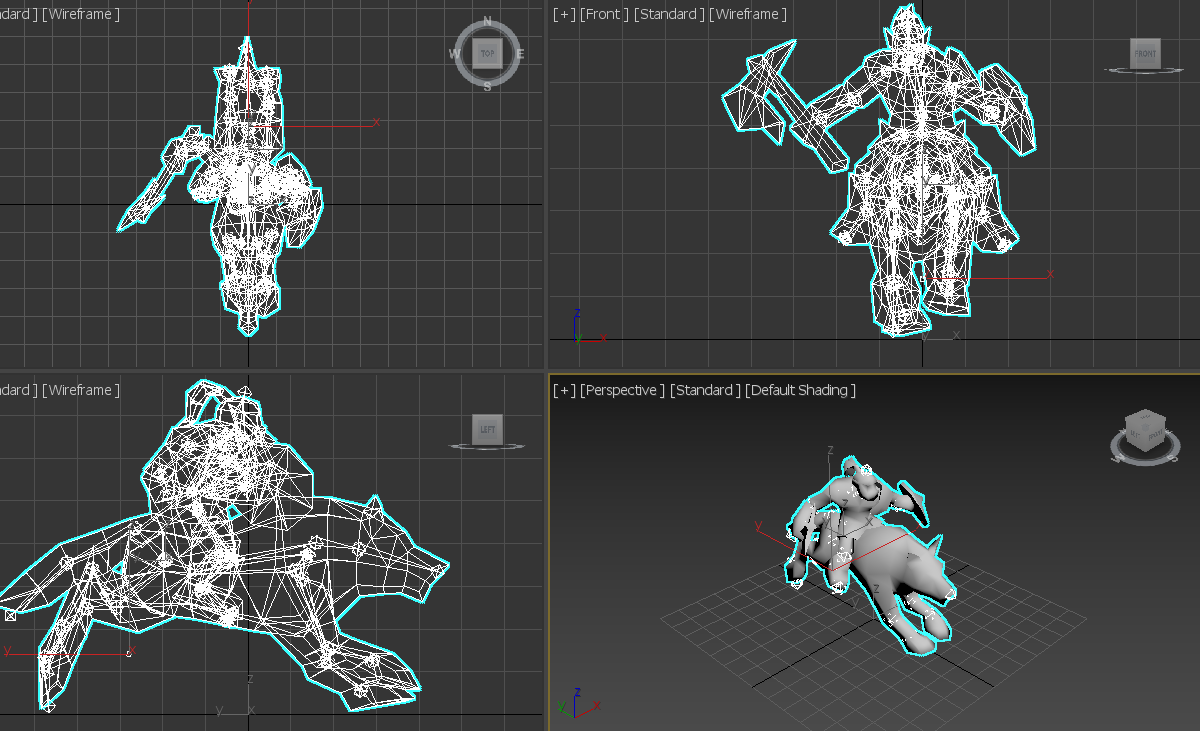 dard ] [Wireframe ]
N
W
TOP
E
S
x
y
[+] [Front ] [Standard ] [Wireframe ]
FRONT
x
z
y
x
y
x
dard ] [Wireframe ]
LEFT
y
x
z
y
x
[+] [Perspective ] [Standard ] [Default Shading ]
z
y
z
z
y
x